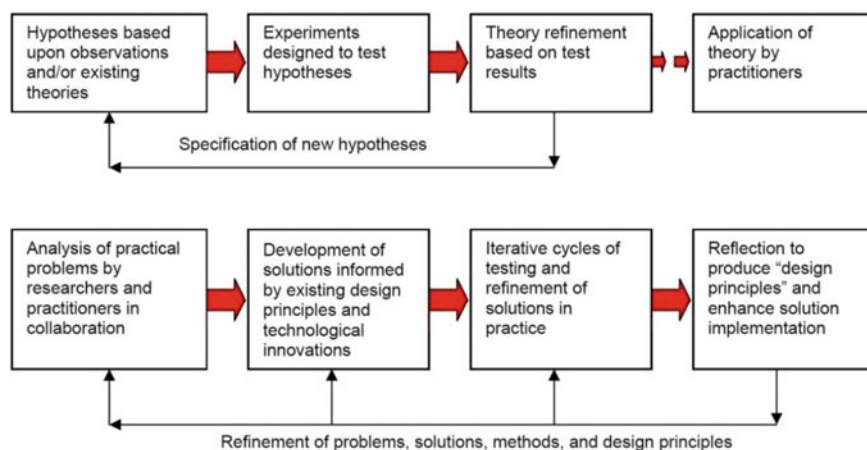 Hypotheses based
upon observations
and/or existing
theories
Experiments
designed to test
hypotheses
Theory refinement
based on test
results
Application of
theory by
practitioners
Specification of new hypotheses
Analysis of practical
problems by
researchers and
practitioners in
collaboration
Development of
solutions informed
by existing design
principles and
technological
innovations
Iterative cycles of
testing and
refinement of
solutions in
practice
Reflection to
produce “design
principles” and
enhance solution
implementation
Refinement of problems, solutions, methods, and design principles